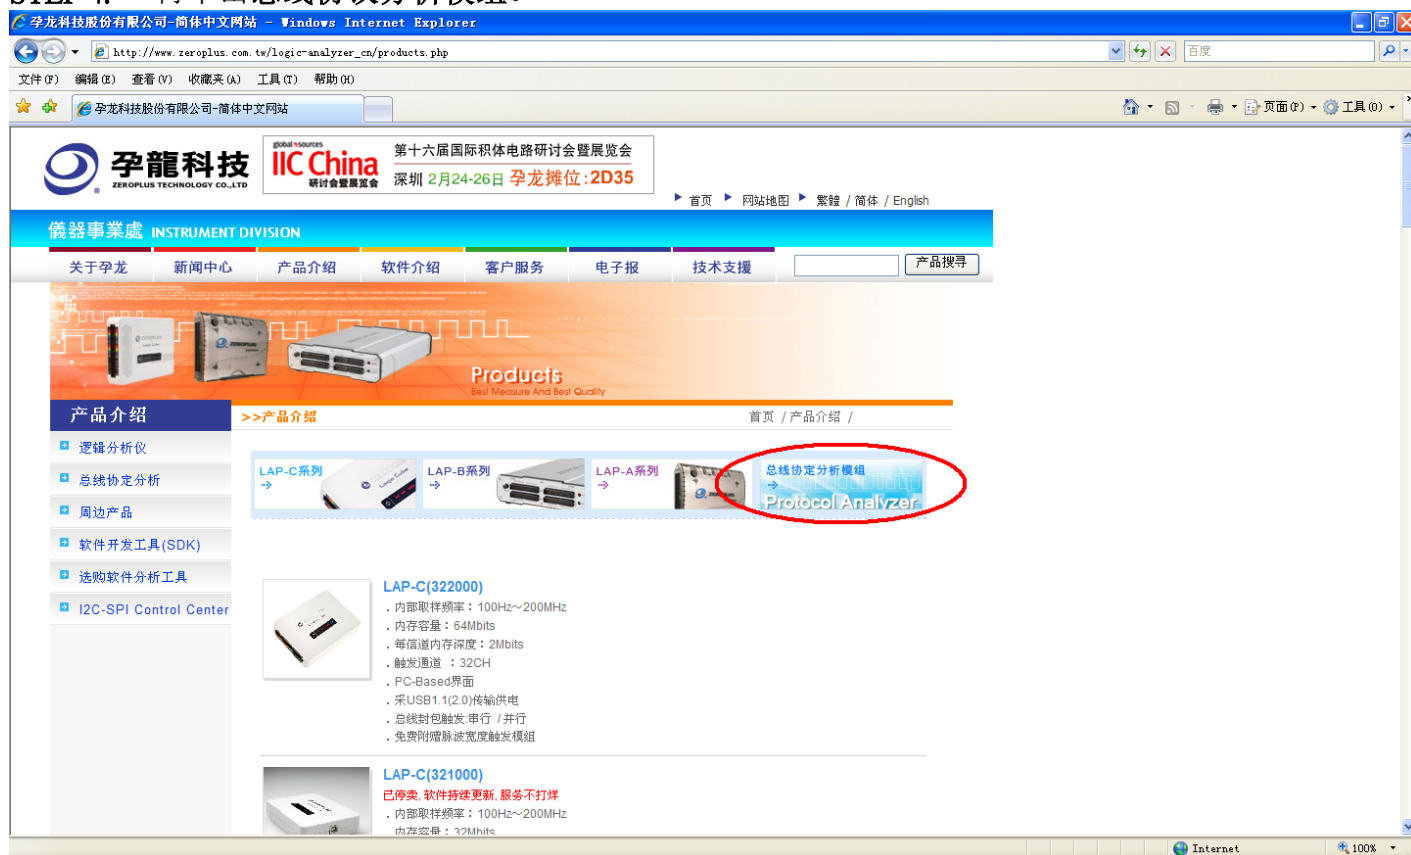 孕龙科技股份有限公司-简体中文网站 - Windows Internet Explorer
http://www.zeroplus.com.tw/logic-analyzer_cn/products.php
百度
文件(F) 编辑(E) 查看(V) 收藏夹(A) 工具(T) 帮助(H)
孕龙科技股份有限公司-简体中文网站
页面(P) 工具(O)
孕龍科技
ZEROPLUS TECHNOLOGY CO.,LTD
global sources
IIC China
研讨会暨展览会
第十六届国际积体电路研讨会暨展览会
深圳 2月24-26日 孕龙摊位:2D35
首页 网站地图 繁體 / 简体 / English
儀器事業處 INSTRUMENT DIVISION
关于孕龙 新闻中心 产品介绍 软件介绍 客户服务 电子报 技术支援 产品搜寻
Products
Best Measure And Best Quality
产品介绍
>>产品介绍
首页 / 产品介绍 /
逻辑分析仪
总线协定分析
周边产品
软件开发工具(SDK)
选购软件分析工具
I2C-SPI Control Center
LAP-C系列
LAP-B系列
LAP-A系列
总线协定分析模组
Protocol Analyzer
LAP-C(322000)
. 内部取样频率：100Hz～200MHz
. 内存容量：64Mbits
. 每信道内存深度：2Mbits
. 触发通道 ：32CH
. PC-Based界面
. 采USB1.1(2.0)传输供电
. 总线封包触发:串行 / 并行
. 免费附赠脉波宽度触发模组
LAP-C(321000)
已停卖, 软件持续更新, 服务不打烊
. 内部取样频率：100Hz～200MHz
. 内存容量：32Mbits
Internet
100%